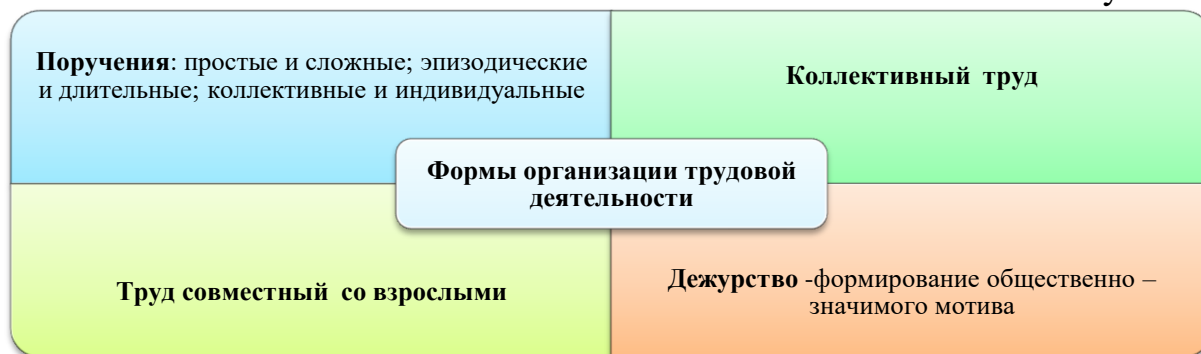 Поручения: простые и сложные; эпизодические
и длительные; коллективные и индивидуальные
Коллективный труд
Формы организации трудовой
деятельности
Труд совместный со взрослыми
Дежурство -формирование общественно –
значимого мотива